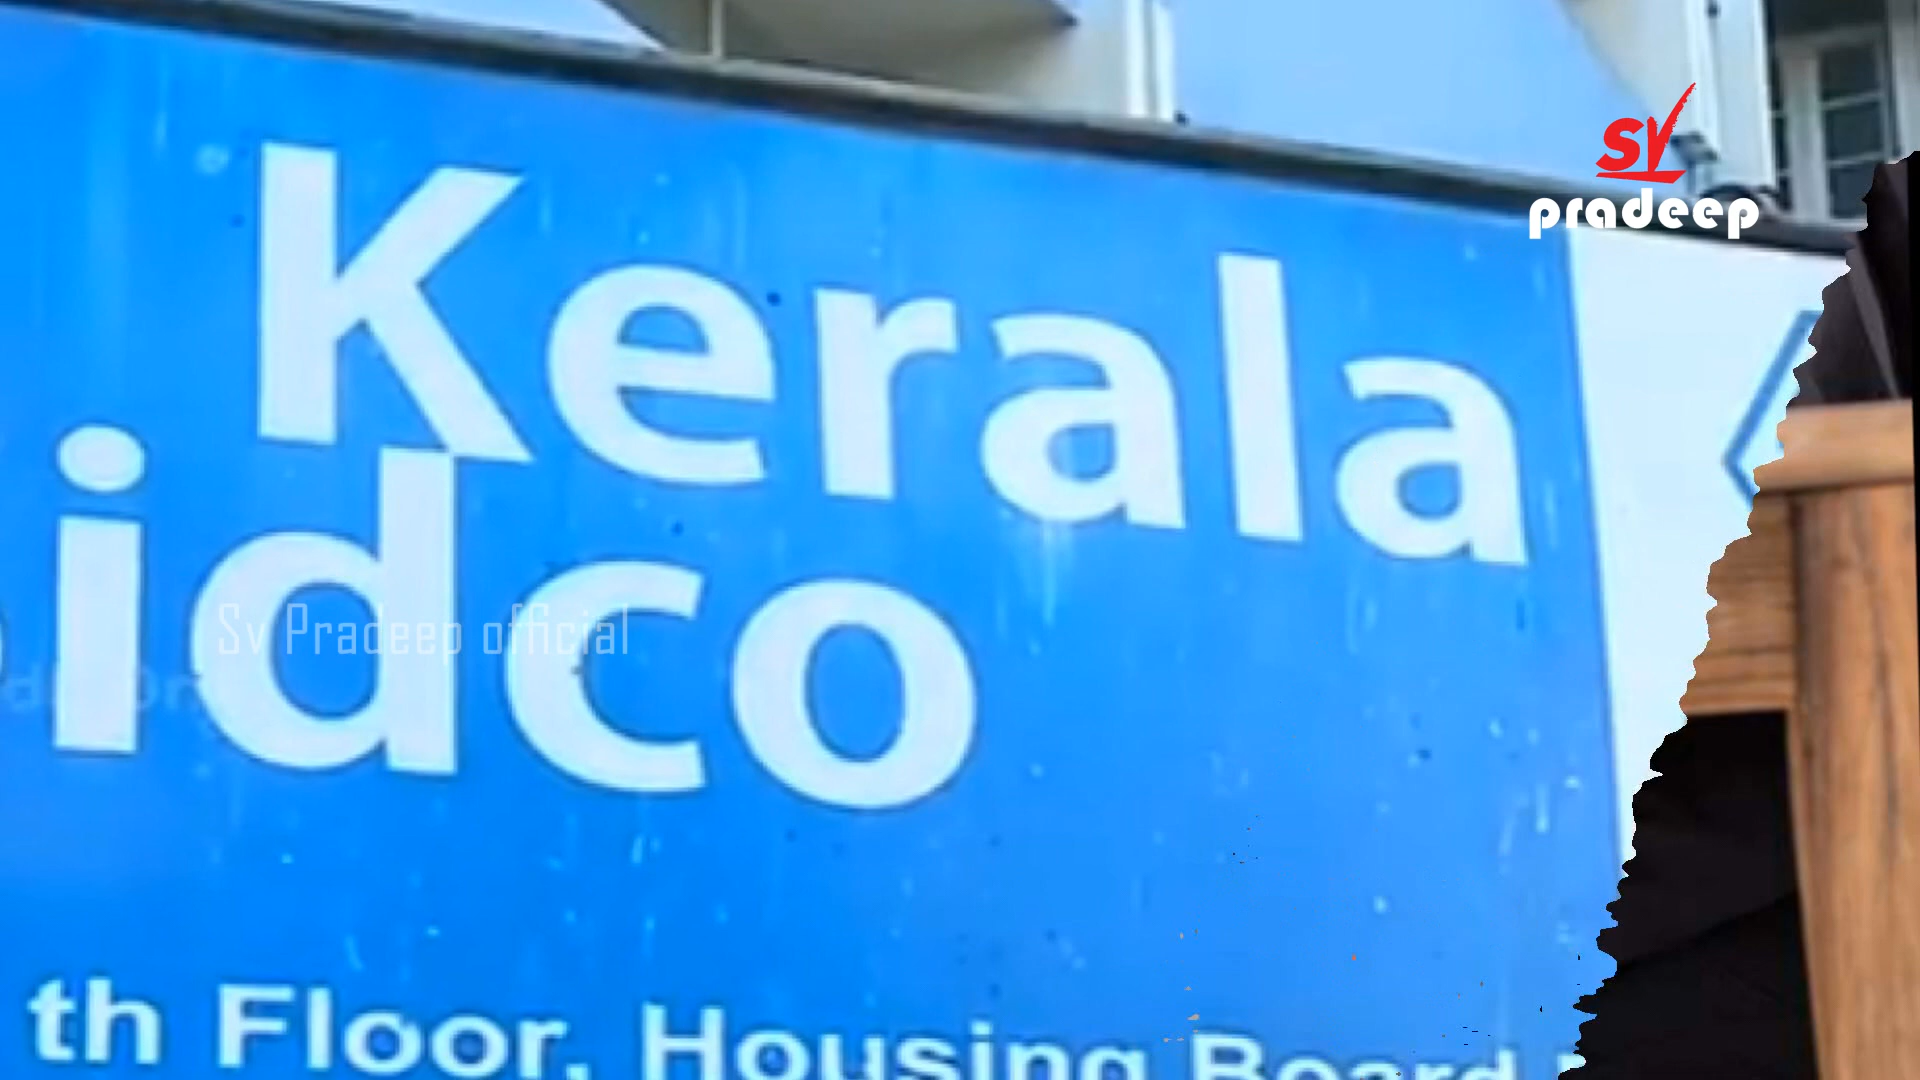 SV
pradeep
Kerala
idco
Sv Pradeep official
th Floor, Housing Board